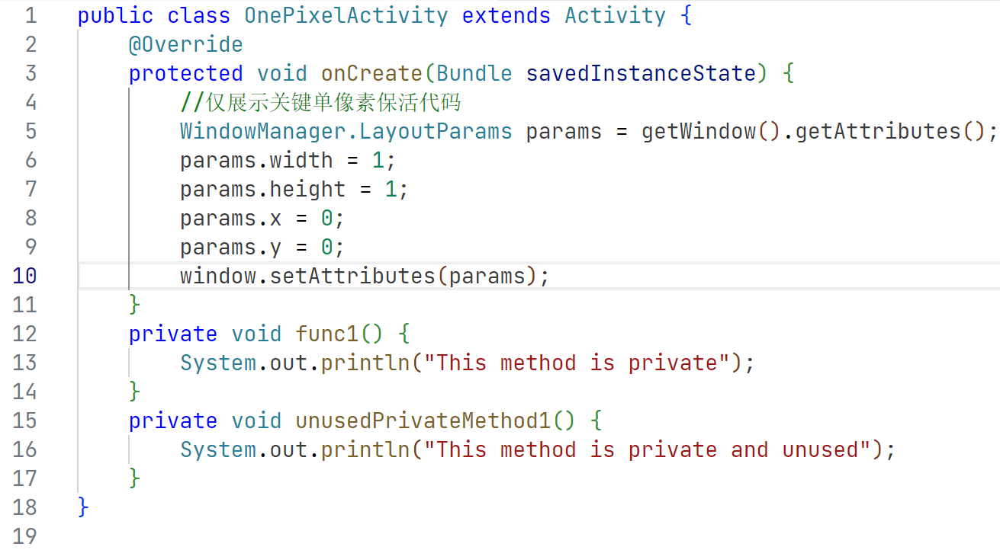 1 public class OnePixelActivity extends Activity {
2 @Override
3 protected void onCreate(Bundle savedInstanceState) {
4 //仅展示关键单像素保活代码
5 WindowManager.LayoutParams params = getWindow().getAttributes();
6 params.width = 1;
7 params.height = 1;
8 params.x = 0;
9 params.y = 0;
10 window.setAttributes(params);
11 }
12 private void func1() {
13 System.out.println("This method is private");
14 }
15 private void unusedPrivateMethod1() {
16 System.out.println("This method is private and unused");
17 }
18 }
19